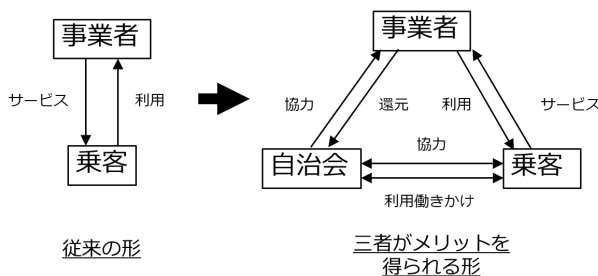 事業者
サービス
利用
乗客
従来の形
事業者
協力
還元
利用
サービス
自治会
協力
乗客
利用働きかけ
三者がメリットを
得られる形